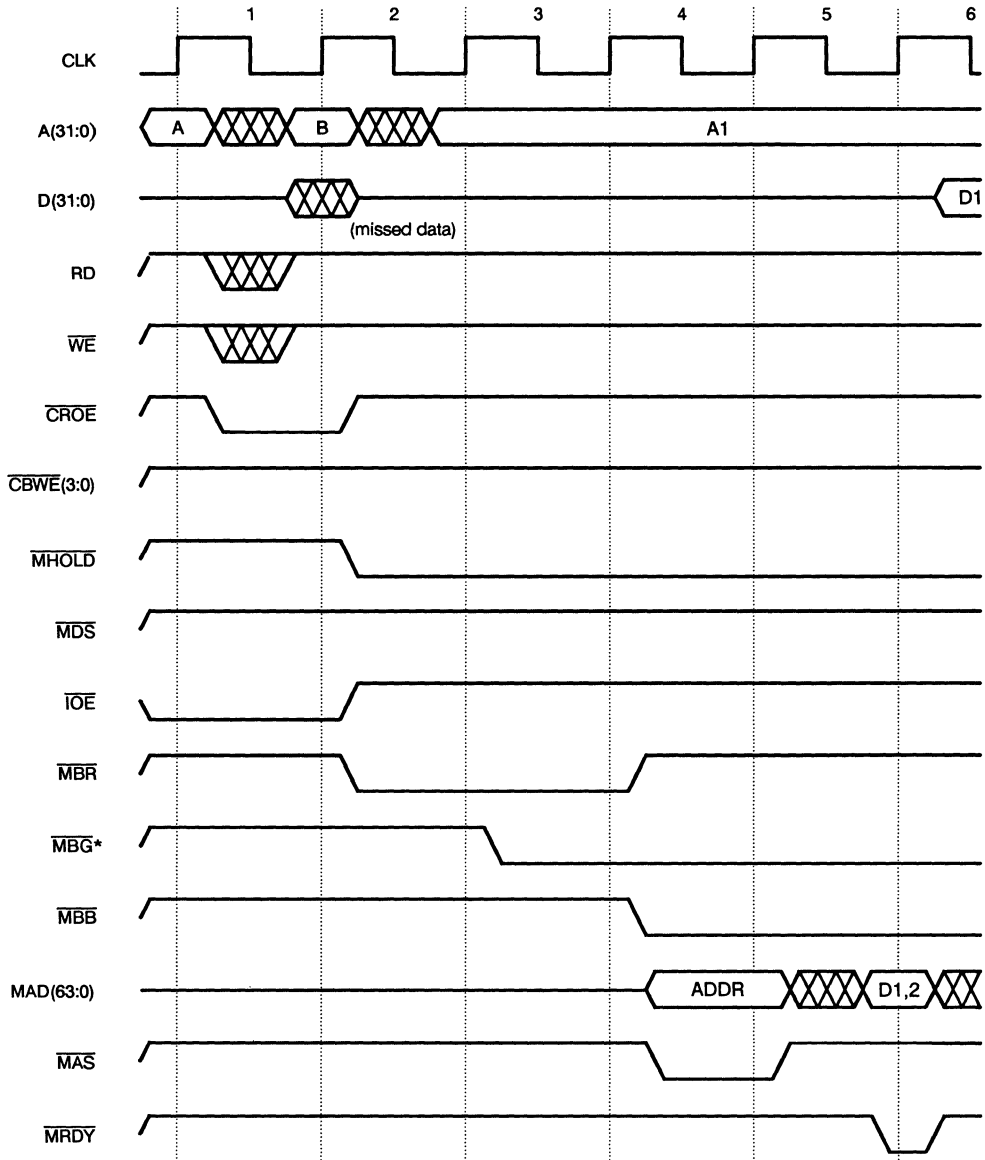 1 2 3 4 5 6
CLK
A(31:0) A B A1
D(31:0) D1
(missed data)
RD
WE
CROE
CBWE(3:0)
MHOLD
MDS
IOE
MBR
MBG*
MBB
MAD(63:0) ADDR D1,2
MAS
MRDY